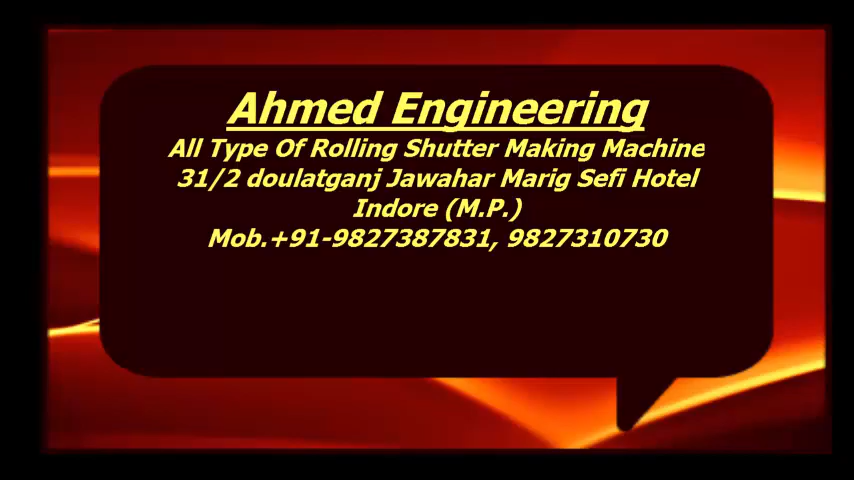 Ahmed Engineering
All Type Of Rolling Shutter Making Machine
31/2 doulatganj Jawahar Marig Sefi Hotel
Indore (M.P.)
Mob.+91-9827387831, 9827310730